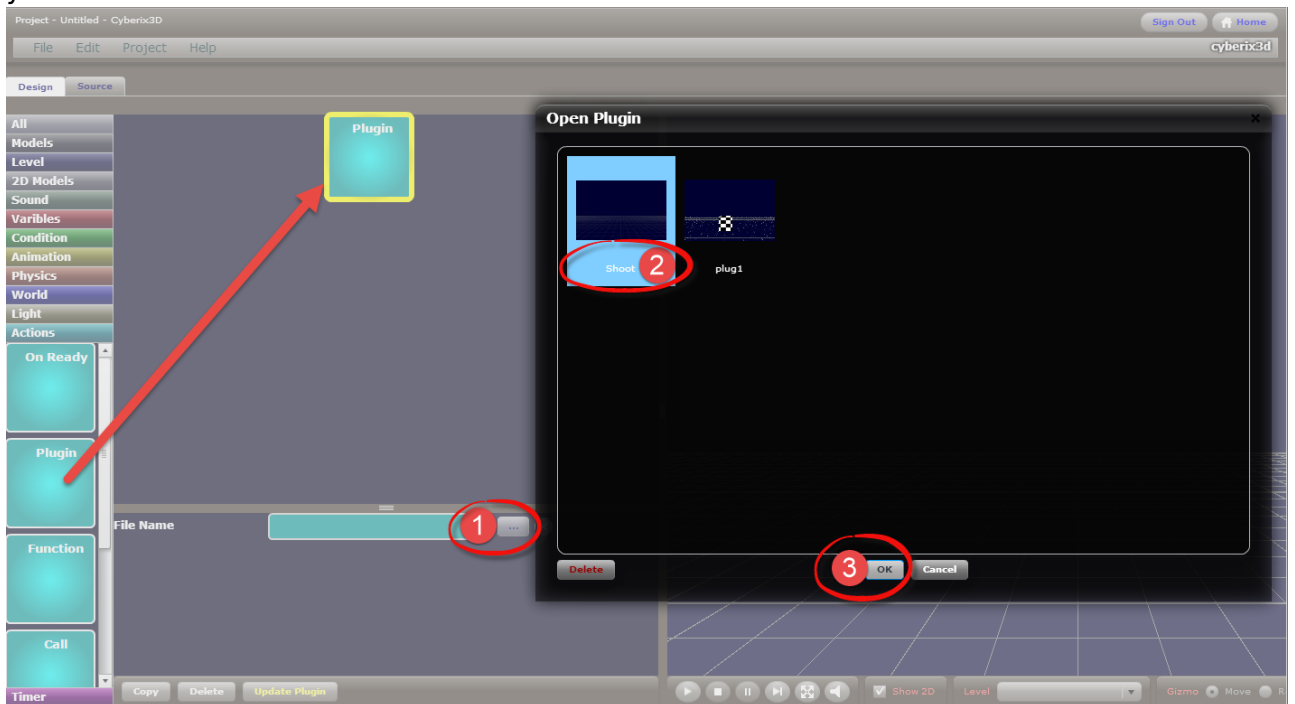 Project - Untitled - Cyberix3D
Sign Out
Home
File Edit Project Help
cyberix3d
Design Source
All
Models
Level
2D Models
Sound
Varibles
Condition
Animation
Physics
World
Light
Actions
On Ready
Plugin
Function
Call
Timer
Plugin
File Name
1
...
Copy Delete Update Plugin
Open Plugin
x
Shoot
2
plug1
Delete
3
OK
Cancel
Show 2D
Level
Gizmo Move R